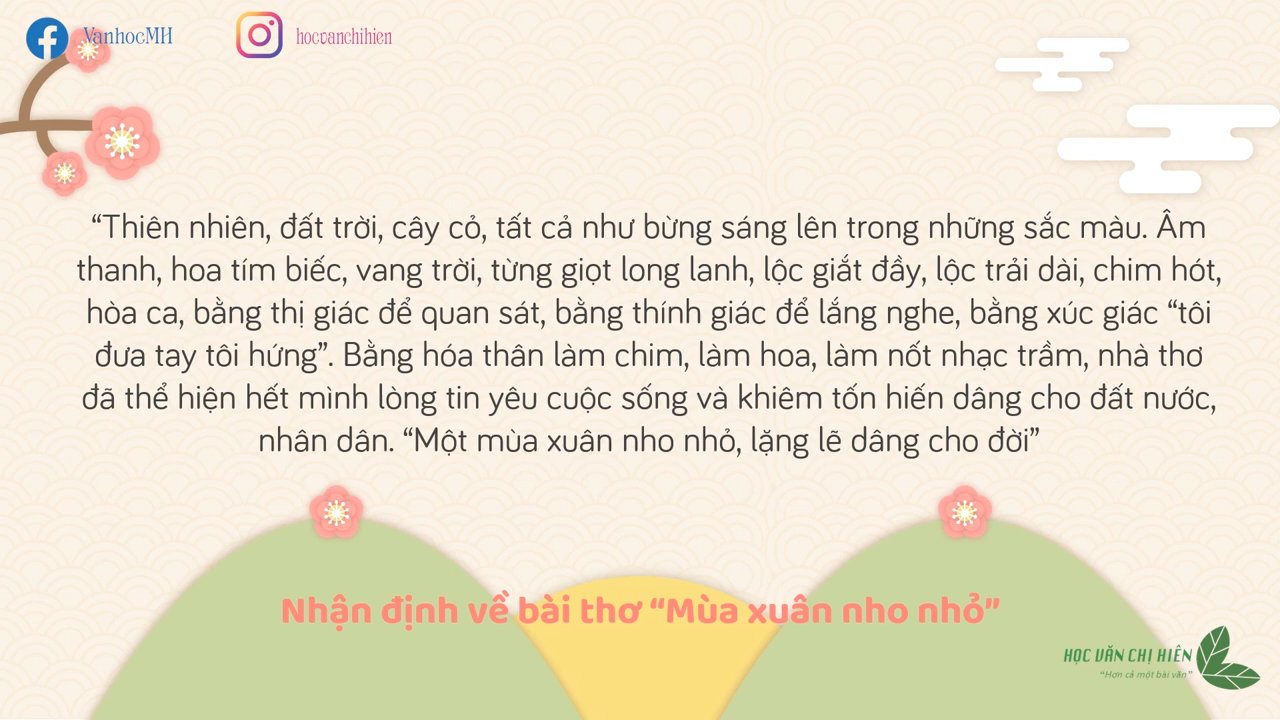 VanhocMH
hocvanchihien
“Thiên nhiên, đất trời, cây cỏ, tất cả như bừng sáng lên trong những sắc màu. Âm
thanh, hoa tím biếc, vang trời, từng giọt long lanh, lộc giắt đầy, lộc trải dài, chim hót,
hòa ca, bằng thị giác để quan sát, bằng thính giác để lắng nghe, bằng xúc giác “tôi
đưa tay tôi hứng”. Bằng hóa thân làm chim, làm hoa, làm nốt nhạc trầm, nhà thơ
đã thể hiện hết mình lòng tin yêu cuộc sống và khiêm tốn hiến dâng cho đất nước,
nhân dân. “Một mùa xuân nho nhỏ, lặng lẽ dâng cho đời”
Nhận định về bài thơ “Mùa xuân nho nhỏ”
HỌC VĂN CHỊ HIÊN
“Hơn cả một bài văn”